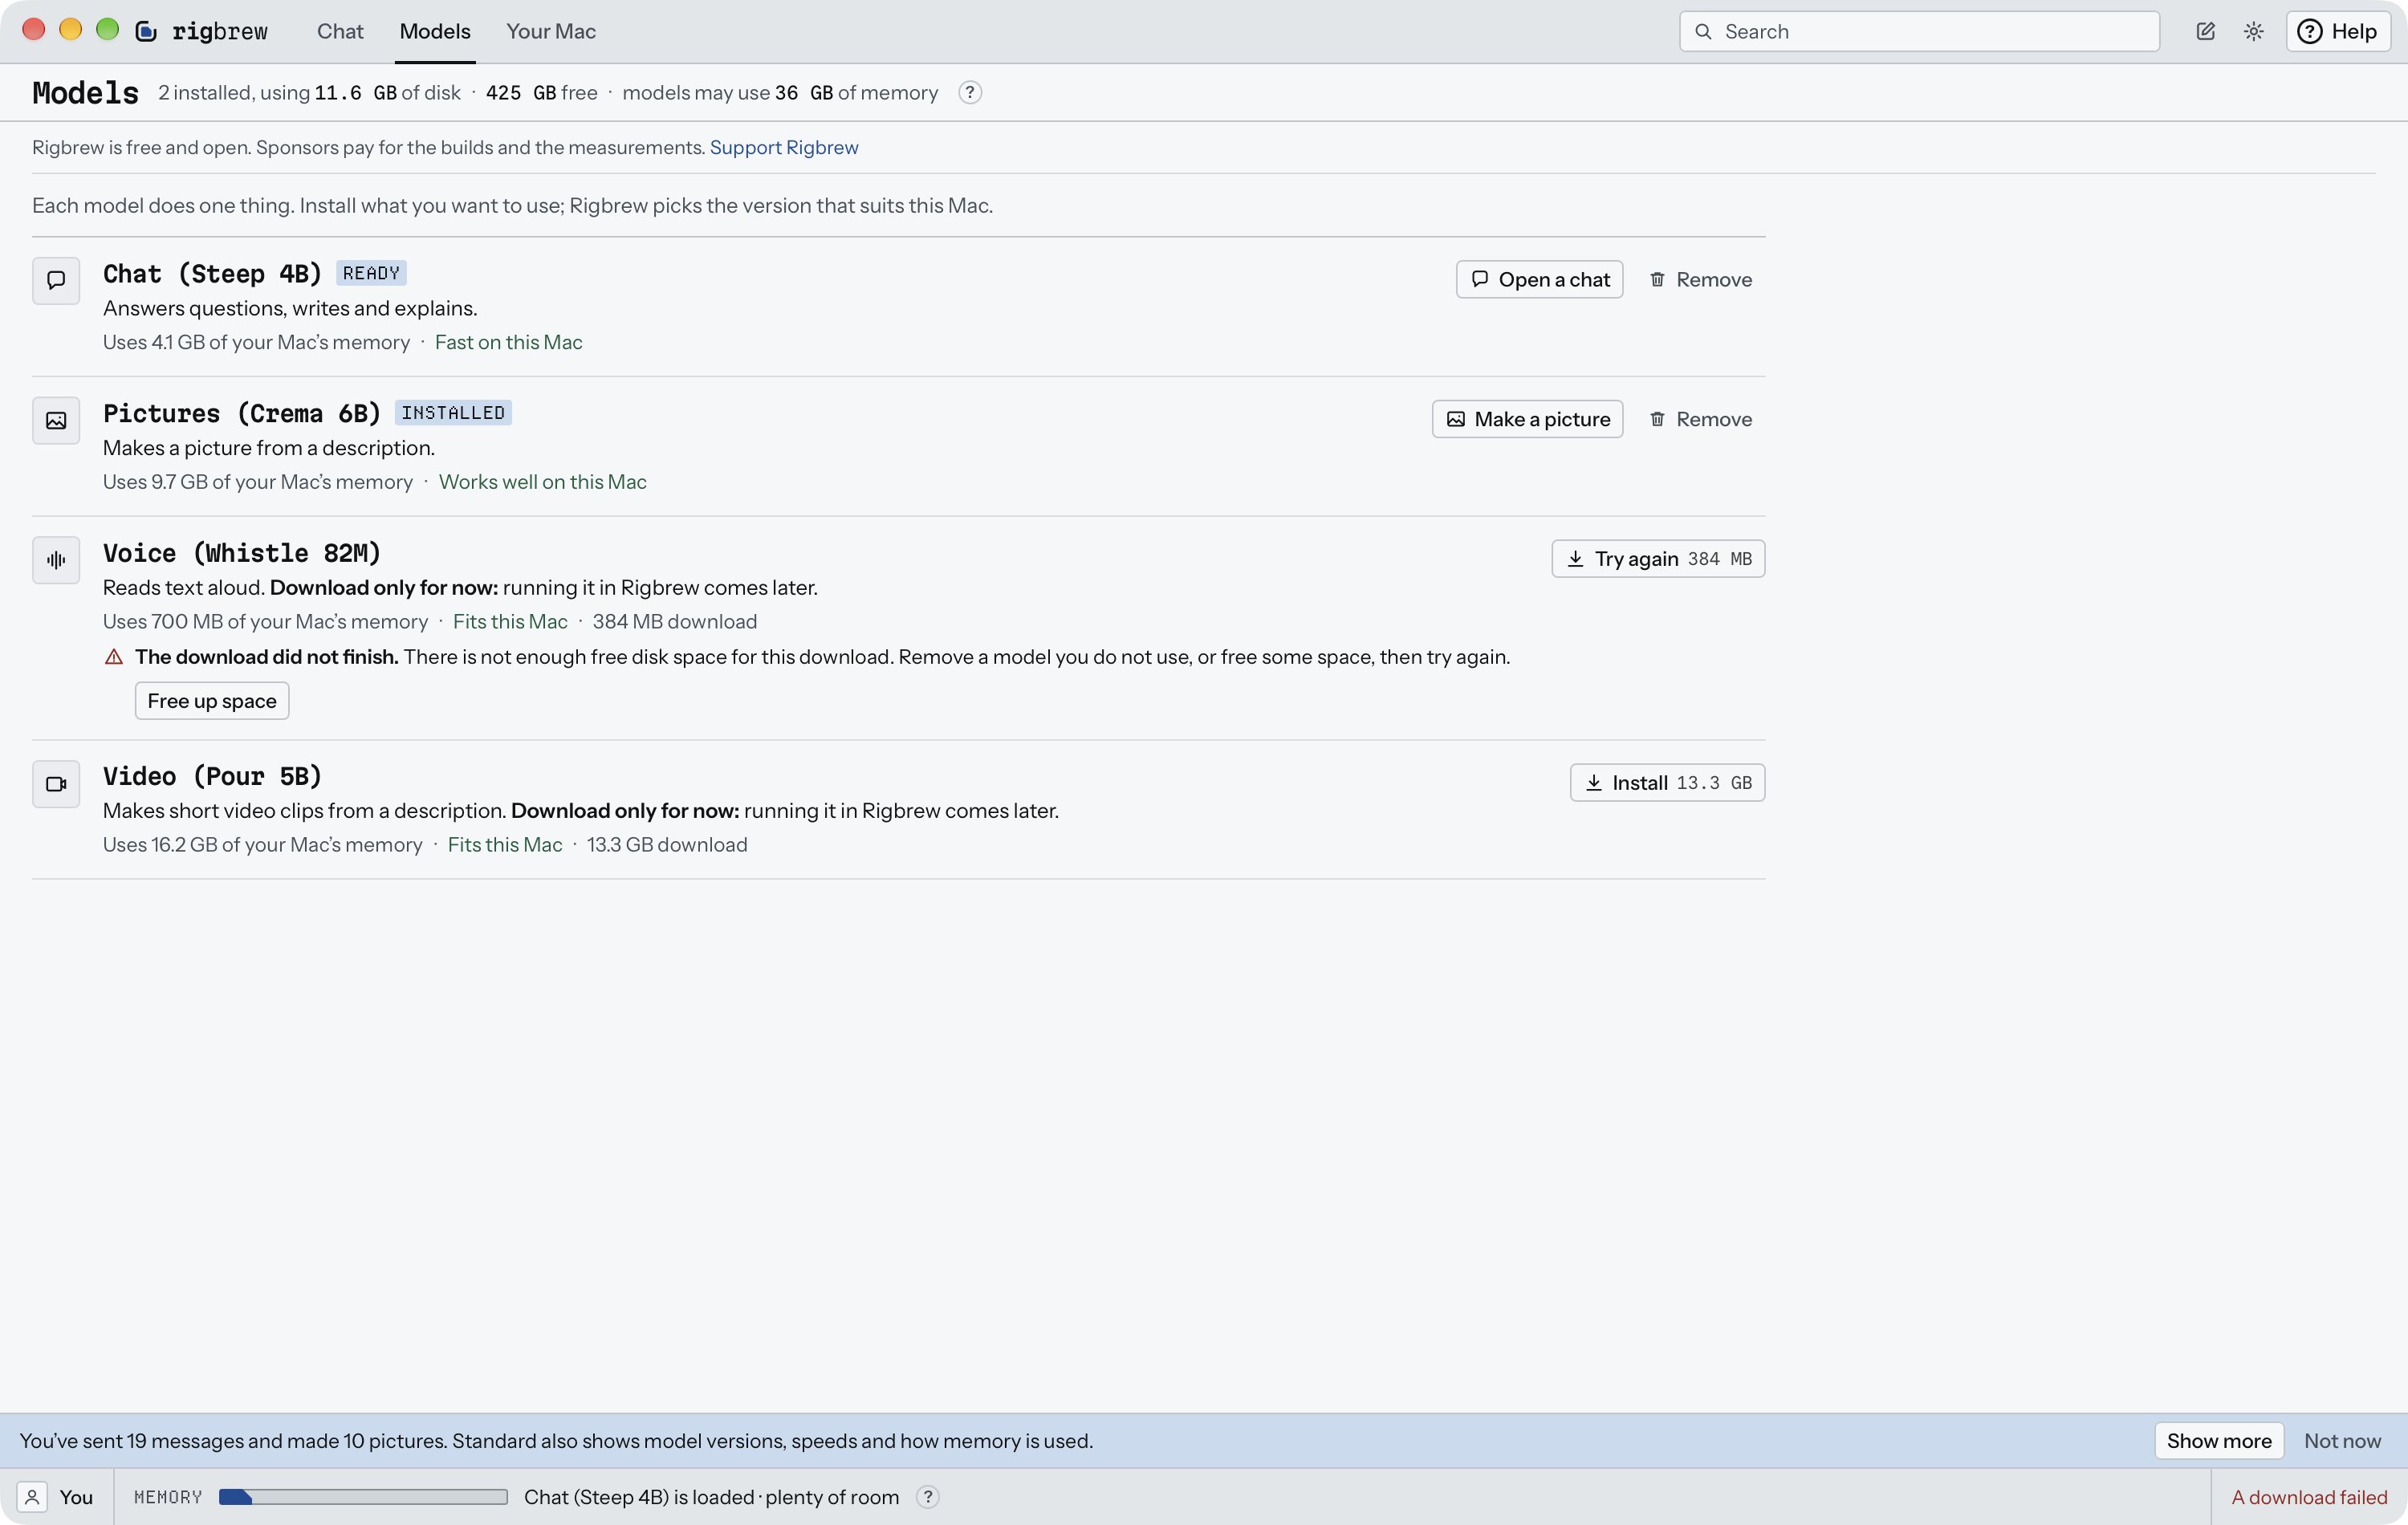 rigbrew Chat Models Your Mac Search Help
Models 2 installed, using 11.6 GB of disk · 425 GB free · models may use 36 GB of memory ?
Rigbrew is free and open. Sponsors pay for the builds and the measurements. Support Rigbrew
Each model does one thing. Install what you want to use; Rigbrew picks the version that suits this Mac.
Chat (Steep 4B) READY Open a chat Remove
Answers questions, writes and explains.
Uses 4.1 GB of your Mac’s memory · Fast on this Mac
Pictures (Crema 6B) INSTALLED Make a picture Remove
Makes a picture from a description.
Uses 9.7 GB of your Mac’s memory · Works well on this Mac
Voice (Whistle 82M) Try again 384 MB
Reads text aloud. Download only for now: running it in Rigbrew comes later.
Uses 700 MB of your Mac’s memory · Fits this Mac · 384 MB download
The download did not finish. There is not enough free disk space for this download. Remove a model you do not use, or free some space, then try again.
Free up space
Video (Pour 5B) Install 13.3 GB
Makes short video clips from a description. Download only for now: running it in Rigbrew comes later.
Uses 16.2 GB of your Mac’s memory · Fits this Mac · 13.3 GB download
You’ve sent 19 messages and made 10 pictures. Standard also shows model versions, speeds and how memory is used. Show more Not now
You MEMORY Chat (Steep 4B) is loaded · plenty of room ? A download failed